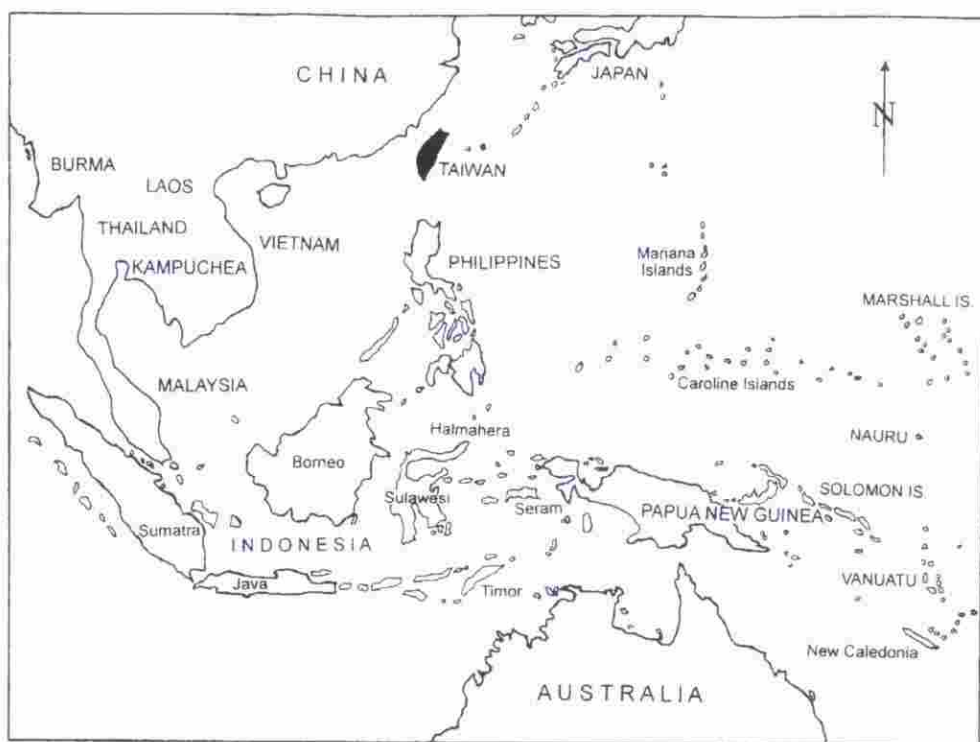 CHINA
JAPAN
N
TAIWAN
BURMA
LAOS
THAILAND
VIETNAM
KAMPUCHEA
PHILIPPINES
Mariana
Islands
MARSHALL IS.
MALAYSIA
Caroline Islands
Halmahera
NAURU
Borneo
Sulawesi
Seram
SOLOMON IS.
PAPUA NEW GUINEA
Sumatra
INDONESIA
Java
Timor
VANUATU
New Caledonia
AUSTRALIA